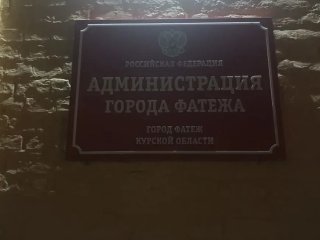 РОССИЙСКАЯ ФЕДЕРАЦИЯ
АДМИНИСТРАЦИЯ
ГОРОДА ФАТЕЖА
ГОРОД ФАТЕЖ
КУРСКОЙ ОБЛАСТИ